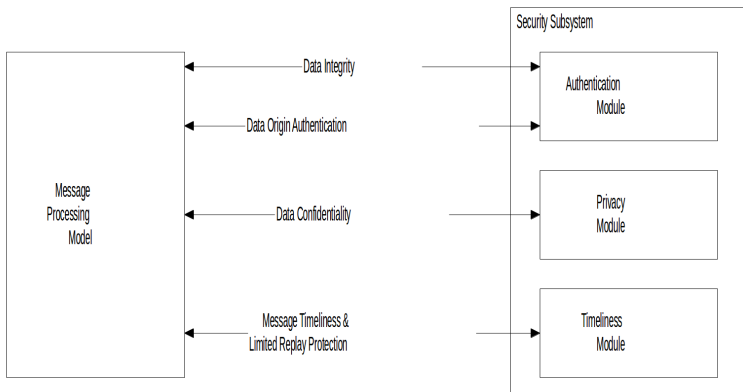 Security Subsystem
Data Integrity
Authentication
Module
Data Origin Authentication
Message
Processing
Model
Data Confidentiality
Privacy
Module
Message Timeliness &
Limited Replay Protection
Timeliness
Module